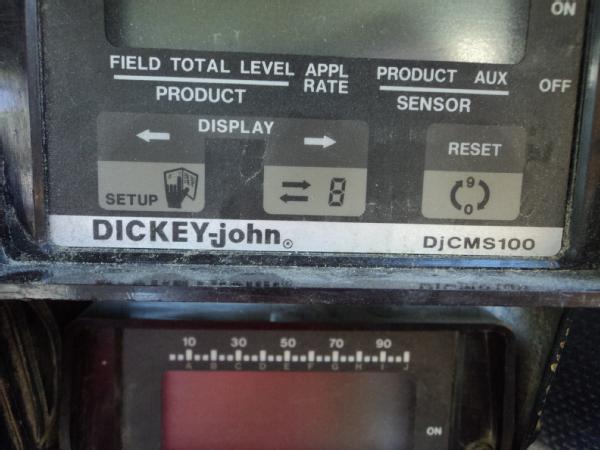 ON
FIELD TOTAL LEVEL APPL PRODUCT AUX
RATE OFF
PRODUCT SENSOR
DISPLAY
RESET
SETUP 8 9 0
DICKEY-john® DjCMS100
10 30 50 70 90
A B C D E F G H I J
ON